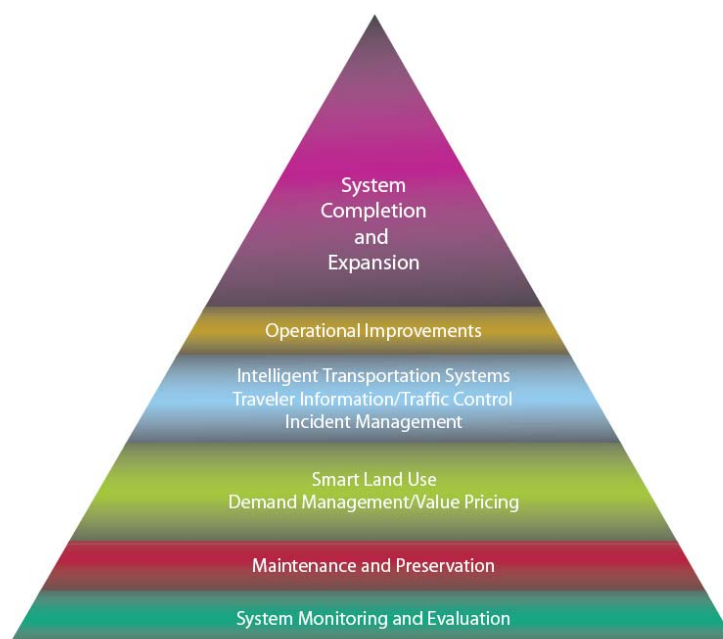 System
Completion
and
Expansion
Operational Improvements
Intelligent Transportation Systems
Traveler Information/Traffic Control
Incident Management
Smart Land Use
Demand Management/Value Pricing
Maintenance and Preservation
System Monitoring and Evaluation